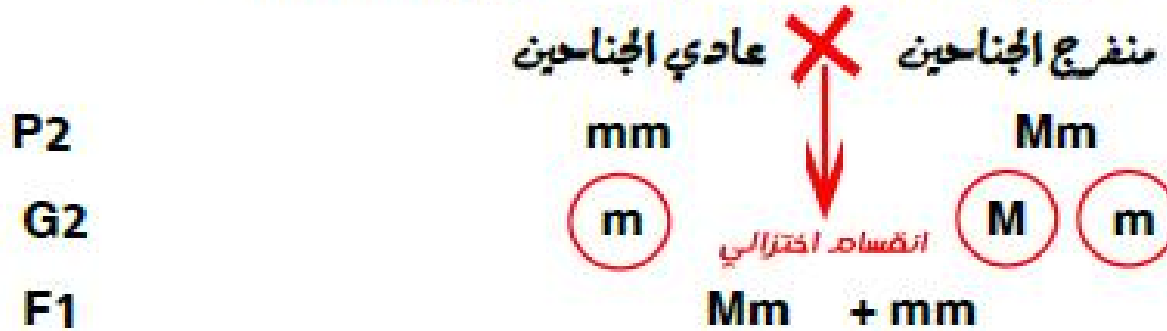 منفرج الجناحين × عادي الجناحين
P2 mm Mm
G2 m M m
انقسام اختزالي
F1 Mm + mm